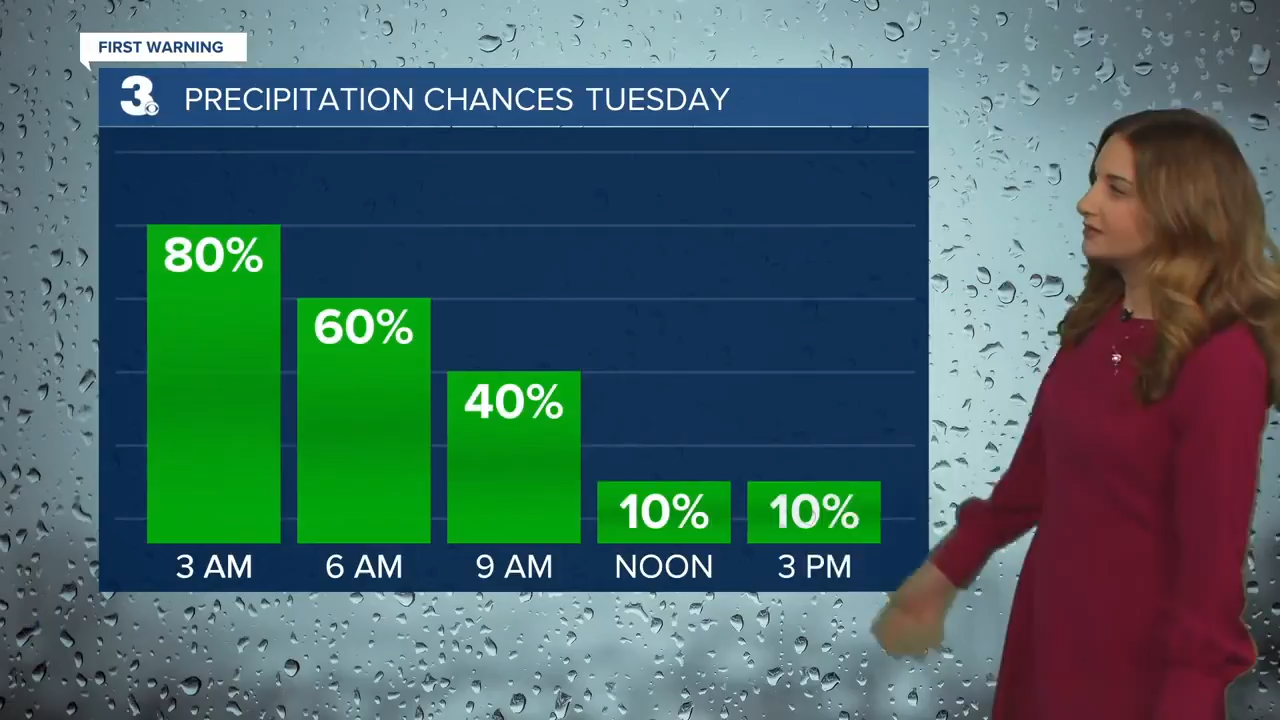 FIRST WARNING
3 PRECIPITATION CHANCES TUESDAY
80%
60%
40%
10%
10%
3 AM
6 AM
9 AM
NOON
3 PM